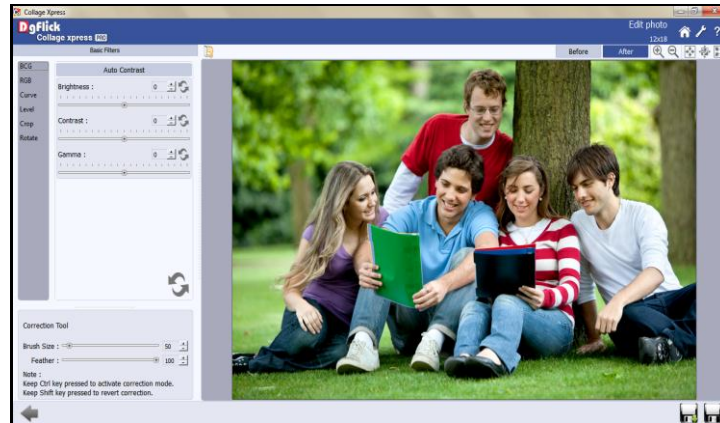 Collage Xpress
DgFlick
Collage xpress PRO
Edit photo
12x18
?
Basic Filters
Before
After
BCG
RGB
Curve
Level
Crop
Rotate
Auto Contrast
Brightness :
0
Contrast :
0
Gamma :
0
Correction Tool
Brush Size :
50
Feather :
100
Note :
Keep Ctrl key pressed to activate correction mode.
Keep Shift key pressed to revert correction.